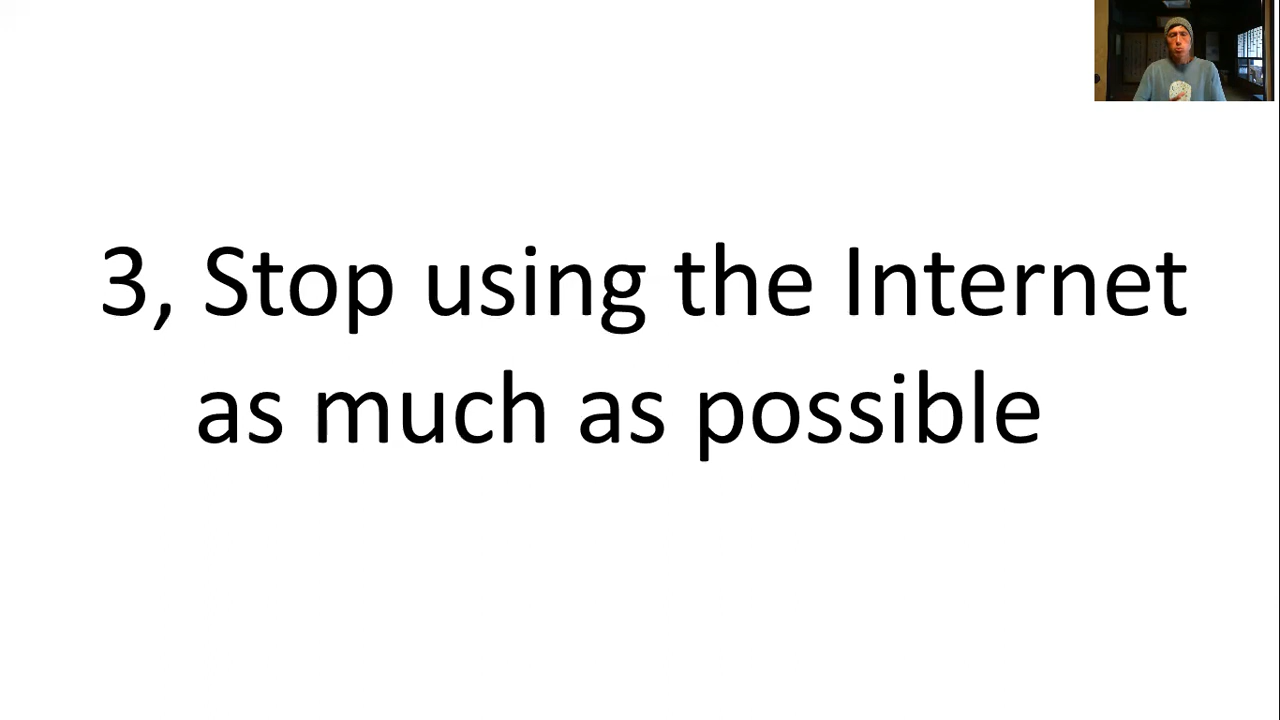 3, Stop using the Internet
as much as possible